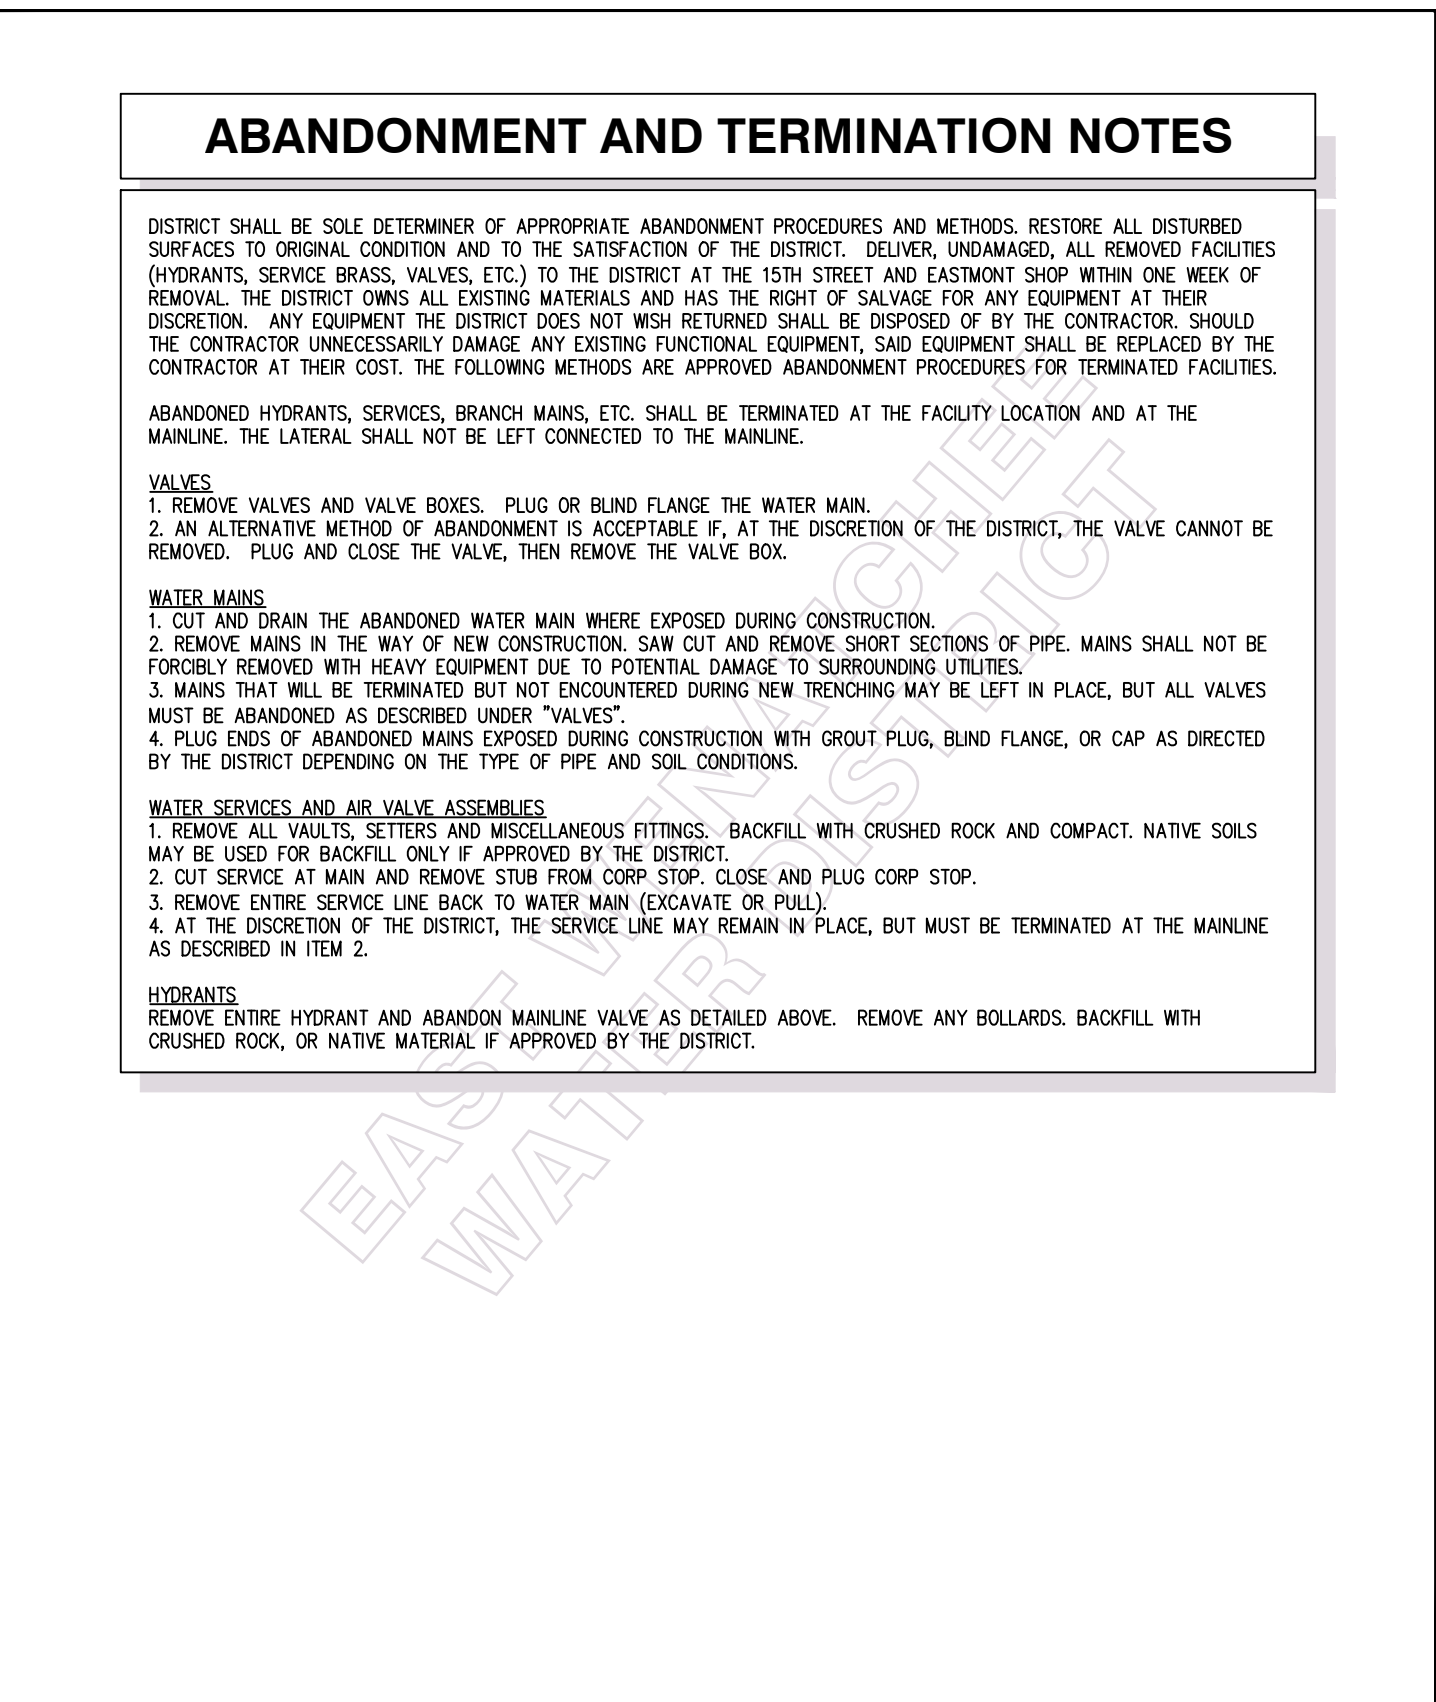 ABANDONMENT AND TERMINATION NOTES
DISTRICT SHALL BE SOLE DETERMINER OF APPROPRIATE ABANDONMENT PROCEDURES AND METHODS. RESTORE ALL DISTURBED
SURFACES TO ORIGINAL CONDITION AND TO THE SATISFACTION OF THE DISTRICT. DELIVER, UNDAMAGED, ALL REMOVED FACILITIES
(HYDRANTS, SERVICE BRASS, VALVES, ETC.) TO THE DISTRICT AT THE 15TH STREET AND EASTMONT SHOP WITHIN ONE WEEK OF
REMOVAL. THE DISTRICT OWNS ALL EXISTING MATERIALS AND HAS THE RIGHT OF SALVAGE FOR ANY EQUIPMENT AT THEIR
DISCRETION. ANY EQUIPMENT THE DISTRICT DOES NOT WISH RETURNED SHALL BE DISPOSED OF BY THE CONTRACTOR. SHOULD
THE CONTRACTOR UNNECESSARILY DAMAGE ANY EXISTING FUNCTIONAL EQUIPMENT, SAID EQUIPMENT SHALL BE REPLACED BY THE
CONTRACTOR AT THEIR COST. THE FOLLOWING METHODS ARE APPROVED ABANDONMENT PROCEDURES FOR TERMINATED FACILITIES.
ABANDONED HYDRANTS, SERVICES, BRANCH MAINS, ETC. SHALL BE TERMINATED AT THE FACILITY LOCATION AND AT THE
MAINLINE. THE LATERAL SHALL NOT BE LEFT CONNECTED TO THE MAINLINE.
VALVES
1. REMOVE VALVES AND VALVE BOXES. PLUG OR BLIND FLANGE THE WATER MAIN.
2. AN ALTERNATIVE METHOD OF ABANDONMENT IS ACCEPTABLE IF, AT THE DISCRETION OF THE DISTRICT, THE VALVE CANNOT BE
REMOVED. PLUG AND CLOSE THE VALVE, THEN REMOVE THE VALVE BOX.
WATER MAINS
1. CUT AND DRAIN THE ABANDONED WATER MAIN WHERE EXPOSED DURING CONSTRUCTION.
2. REMOVE MAINS IN THE WAY OF NEW CONSTRUCTION. SAW CUT AND REMOVE SHORT SECTIONS OF PIPE. MAINS SHALL NOT BE
FORCIBLY REMOVED WITH HEAVY EQUIPMENT DUE TO POTENTIAL DAMAGE TO SURROUNDING UTILITIES.
3. MAINS THAT WILL BE TERMINATED BUT NOT ENCOUNTERED DURING NEW TRENCHING MAY BE LEFT IN PLACE, BUT ALL VALVES
MUST BE ABANDONED AS DESCRIBED UNDER "VALVES".
4. PLUG ENDS OF ABANDONED MAINS EXPOSED DURING CONSTRUCTION WITH GROUT PLUG, BLIND FLANGE, OR CAP AS DIRECTED
BY THE DISTRICT DEPENDING ON THE TYPE OF PIPE AND SOIL CONDITIONS.
WATER SERVICES AND AIR VALVE ASSEMBLIES
1. REMOVE ALL VAULTS, SETTERS AND MISCELLANEOUS FITTINGS. BACKFILL WITH CRUSHED ROCK AND COMPACT. NATIVE SOILS
MAY BE USED FOR BACKFILL ONLY IF APPROVED BY THE DISTRICT.
2. CUT SERVICE AT MAIN AND REMOVE STUB FROM CORP STOP. CLOSE AND PLUG CORP STOP.
3. REMOVE ENTIRE SERVICE LINE BACK TO WATER MAIN (EXCAVATE OR PULL).
4. AT THE DISCRETION OF THE DISTRICT, THE SERVICE LINE MAY REMAIN IN PLACE, BUT MUST BE TERMINATED AT THE MAINLINE
AS DESCRIBED IN ITEM 2.
HYDRANTS
REMOVE ENTIRE HYDRANT AND ABANDON MAINLINE VALVE AS DETAILED ABOVE. REMOVE ANY BOLLARDS. BACKFILL WITH
CRUSHED ROCK, OR NATIVE MATERIAL IF APPROVED BY THE DISTRICT.
EAST WENATCHEE
WATER DISTRICT